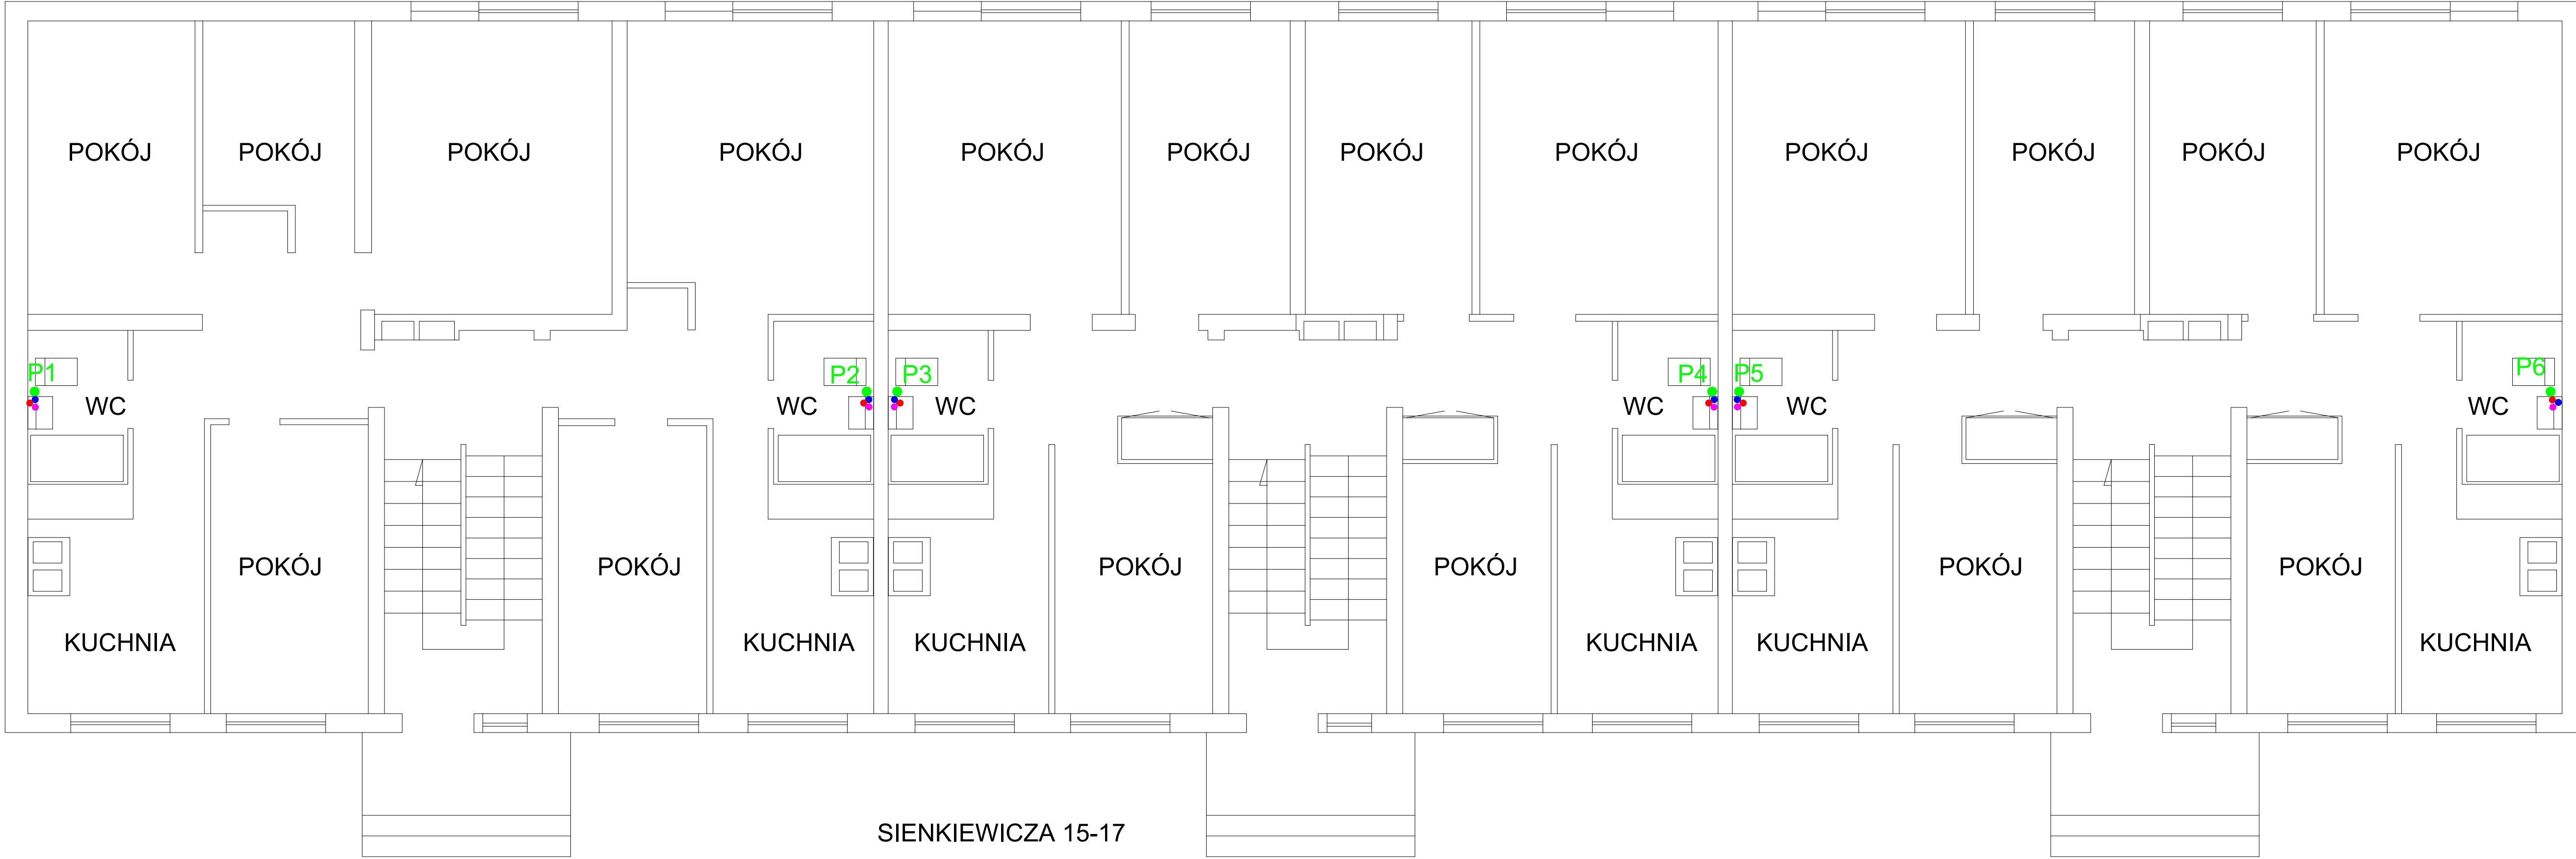 POKÓJ POKÓJ POKÓJ POKÓJ POKÓJ POKÓJ POKÓJ POKÓJ POKÓJ POKÓJ POKÓJ POKÓJ
P1 P2 P3 P4 P5 P6
WC WC WC WC WC WC
POKÓJ POKÓJ POKÓJ POKÓJ POKÓJ POKÓJ
KUCHNIA KUCHNIA KUCHNIA KUCHNIA KUCHNIA KUCHNIA
SIENKIEWICZA 15-17